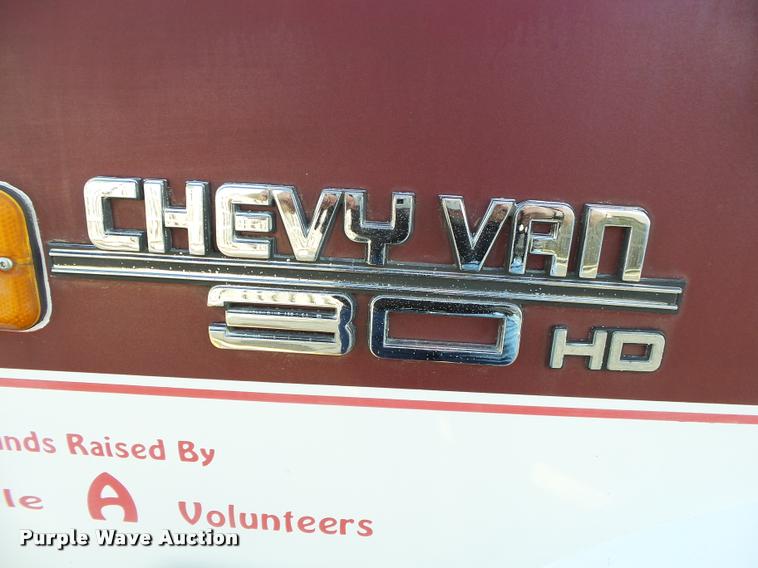 CHEVY VAN
30 HD
nds Raised By
le A Volunteers
Purple Wave Auction